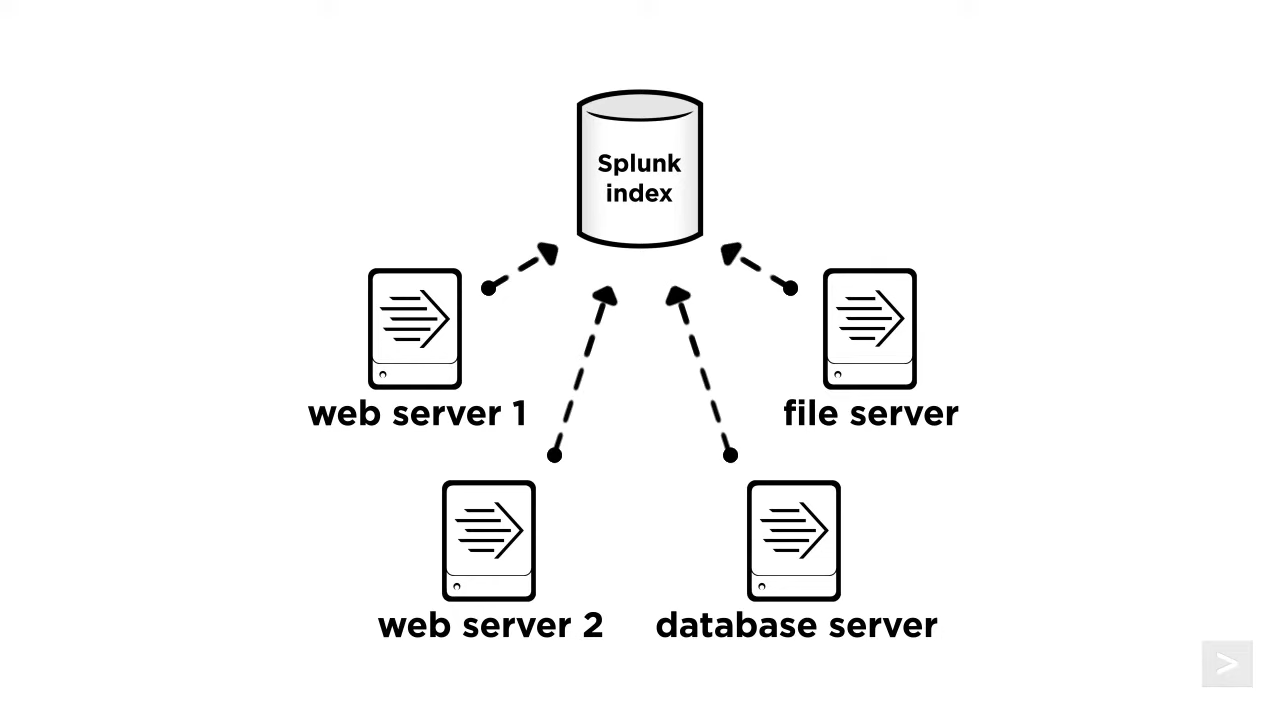 Splunk
index
web server 1
file server
web server 2
database server
>